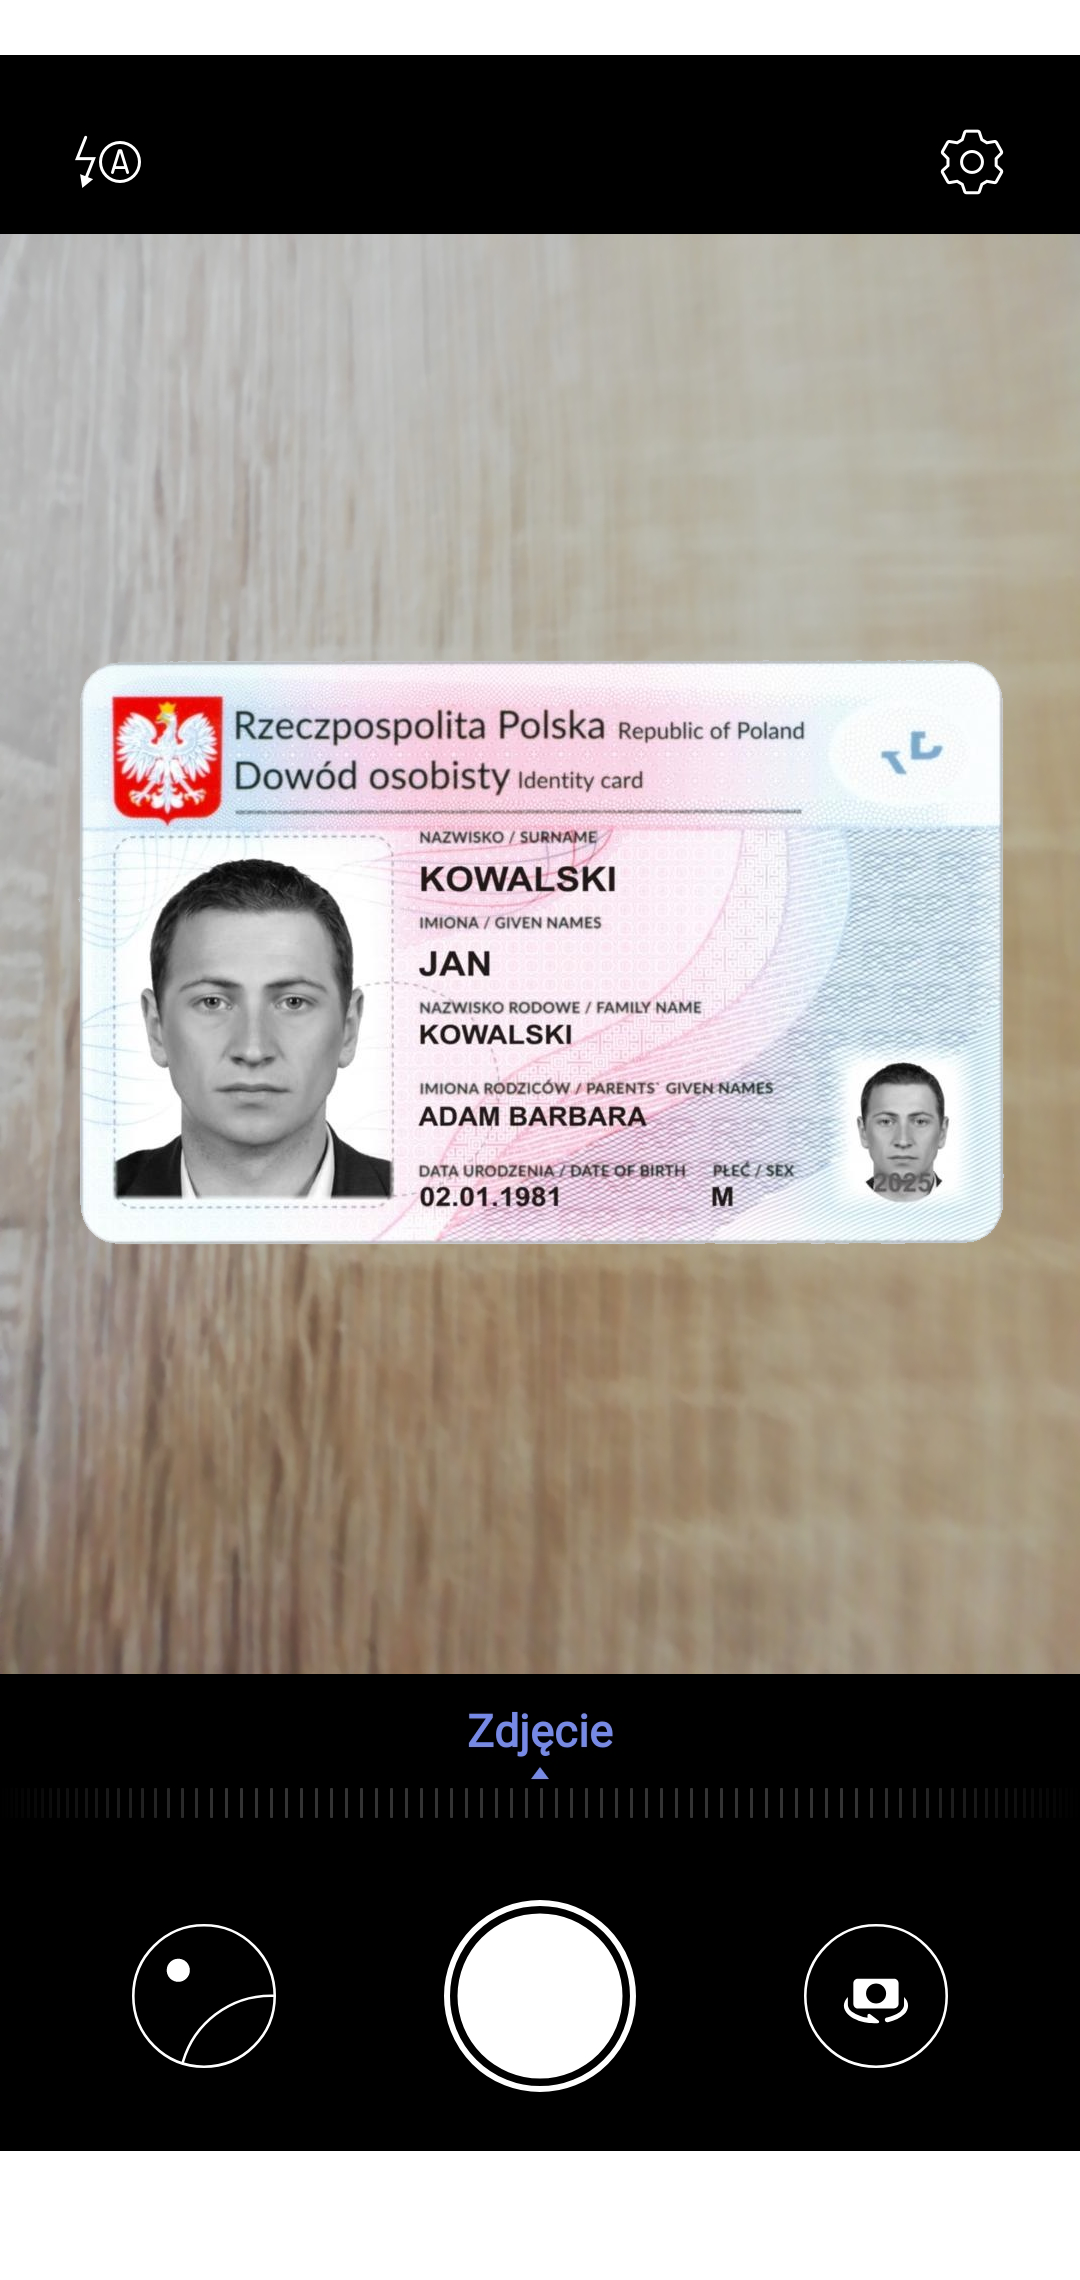 A
Rzeczpospolita Polska Republic of Poland
Dowód osobisty Identity card
NAZWISKO / SURNAME
KOWALSKI
IMIONA / GIVEN NAMES
JAN
NAZWISKO RODOWE / FAMILY NAME
KOWALSKI
IMIONA RODZICÓW / PARENTS` GIVEN NAMES
ADAM BARBARA
DATA URODZENIA / DATE OF BIRTH PŁEĆ / SEX
02.01.1981 M
2025
Zdjęcie